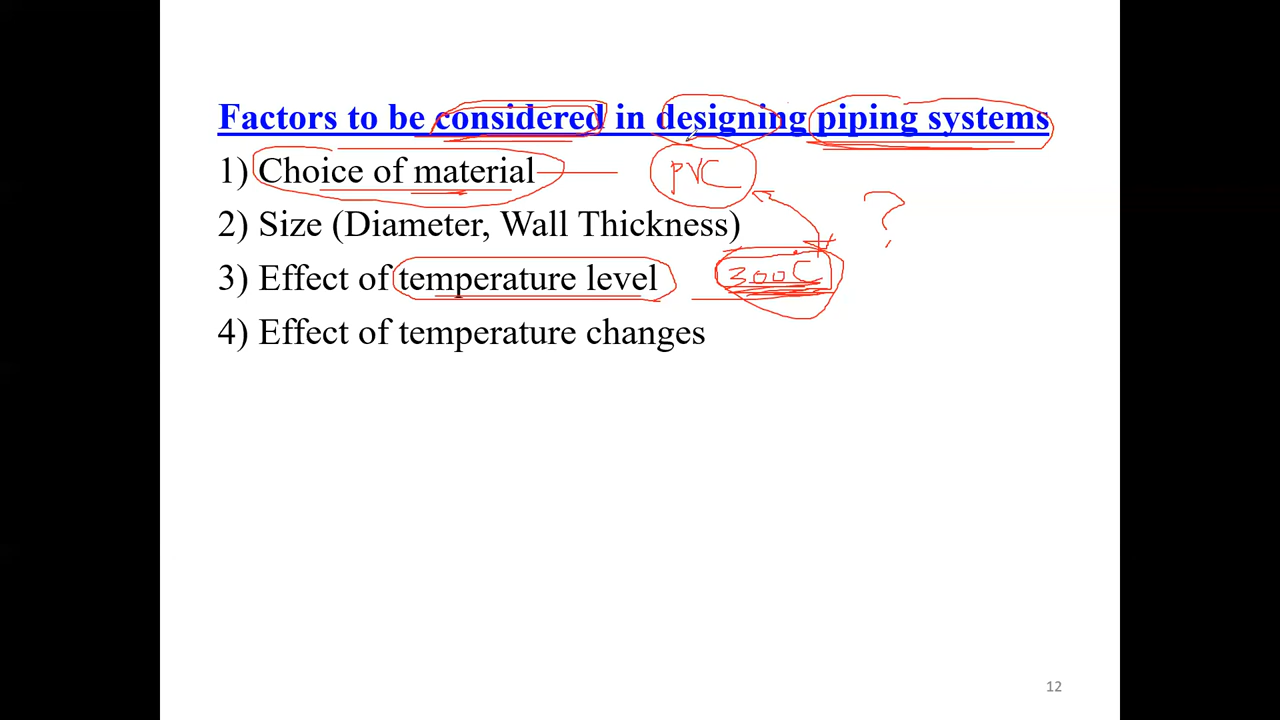 Factors to be considered in designing piping systems
1) Choice of material PVC
2) Size (Diameter, Wall Thickness) ?
3) Effect of temperature level 300 C
4) Effect of temperature changes
12